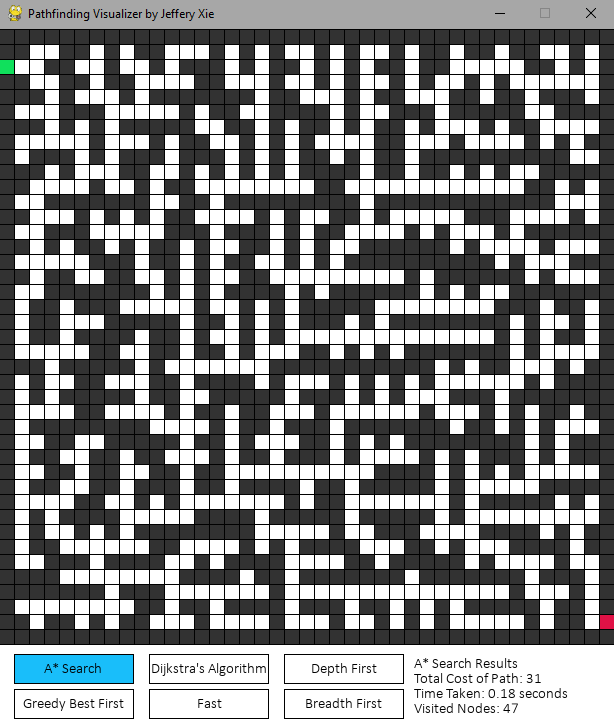 Pathfinding Visualizer by Jeffery Xie
A* Search
Dijkstra's Algorithm
Depth First
Greedy Best First
Fast
Breadth First
A* Search Results
Total Cost of Path: 31
Time Taken: 0.18 seconds
Visited Nodes: 47